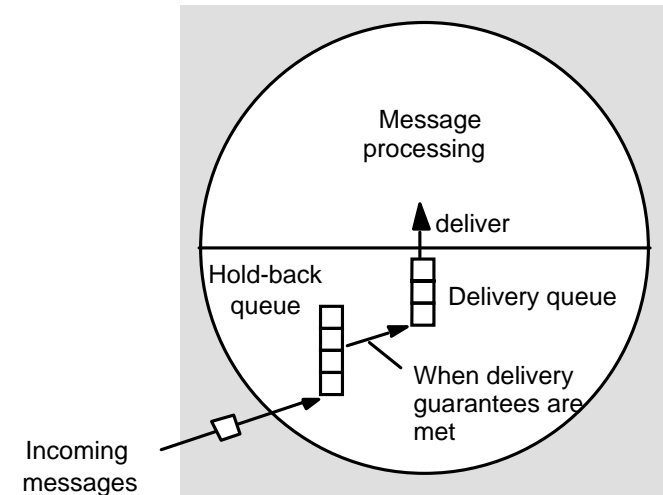 Message
processing
deliver
Hold-back
queue
Delivery queue
When delivery
guarantees are
met
Incoming
messages